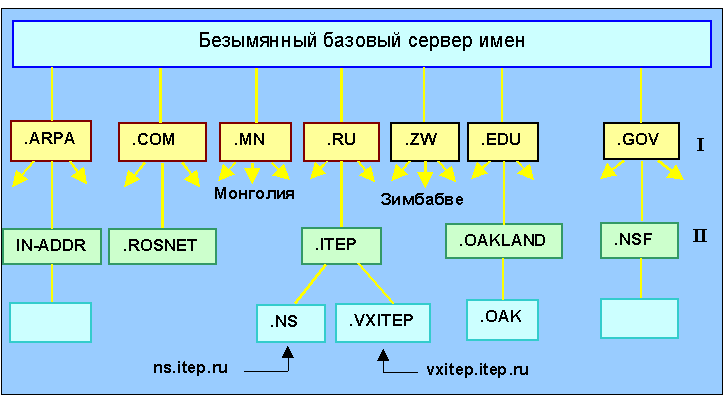 Безымянный базовый сервер имен
.ARPA .COM .MN .RU .ZW .EDU .GOV I
Монголия Зимбабве
IN-ADDR .ROSNET .ITEP .OAKLAND .NSF II
.NS .VXITEP .OAK
ns.itep.ru vxitep.itep.ru